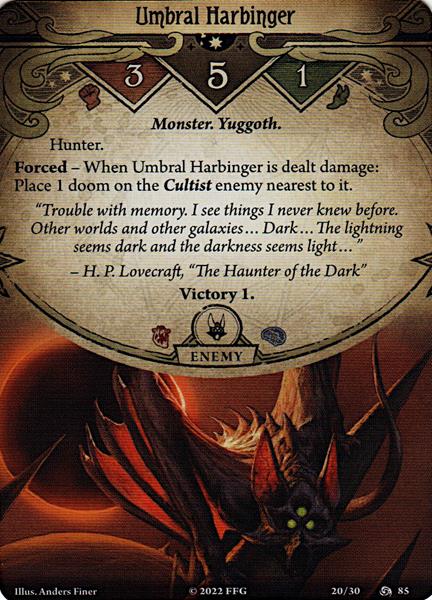 Umbral Harbinger
3
5
1
Monster. Yuggoth.
Hunter.
Forced – When Umbral Harbinger is dealt damage:
Place 1 doom on the Cultist enemy nearest to it.
“Trouble with memory. I see things I never knew before.
Other worlds and other galaxies… Dark… The lightning
seems dark and the darkness seems light…”
– H. P. Lovecraft, “The Haunter of the Dark”
Victory 1.
ENEMY
Illus. Anders Finer
© 2022 FFG
20/30
85